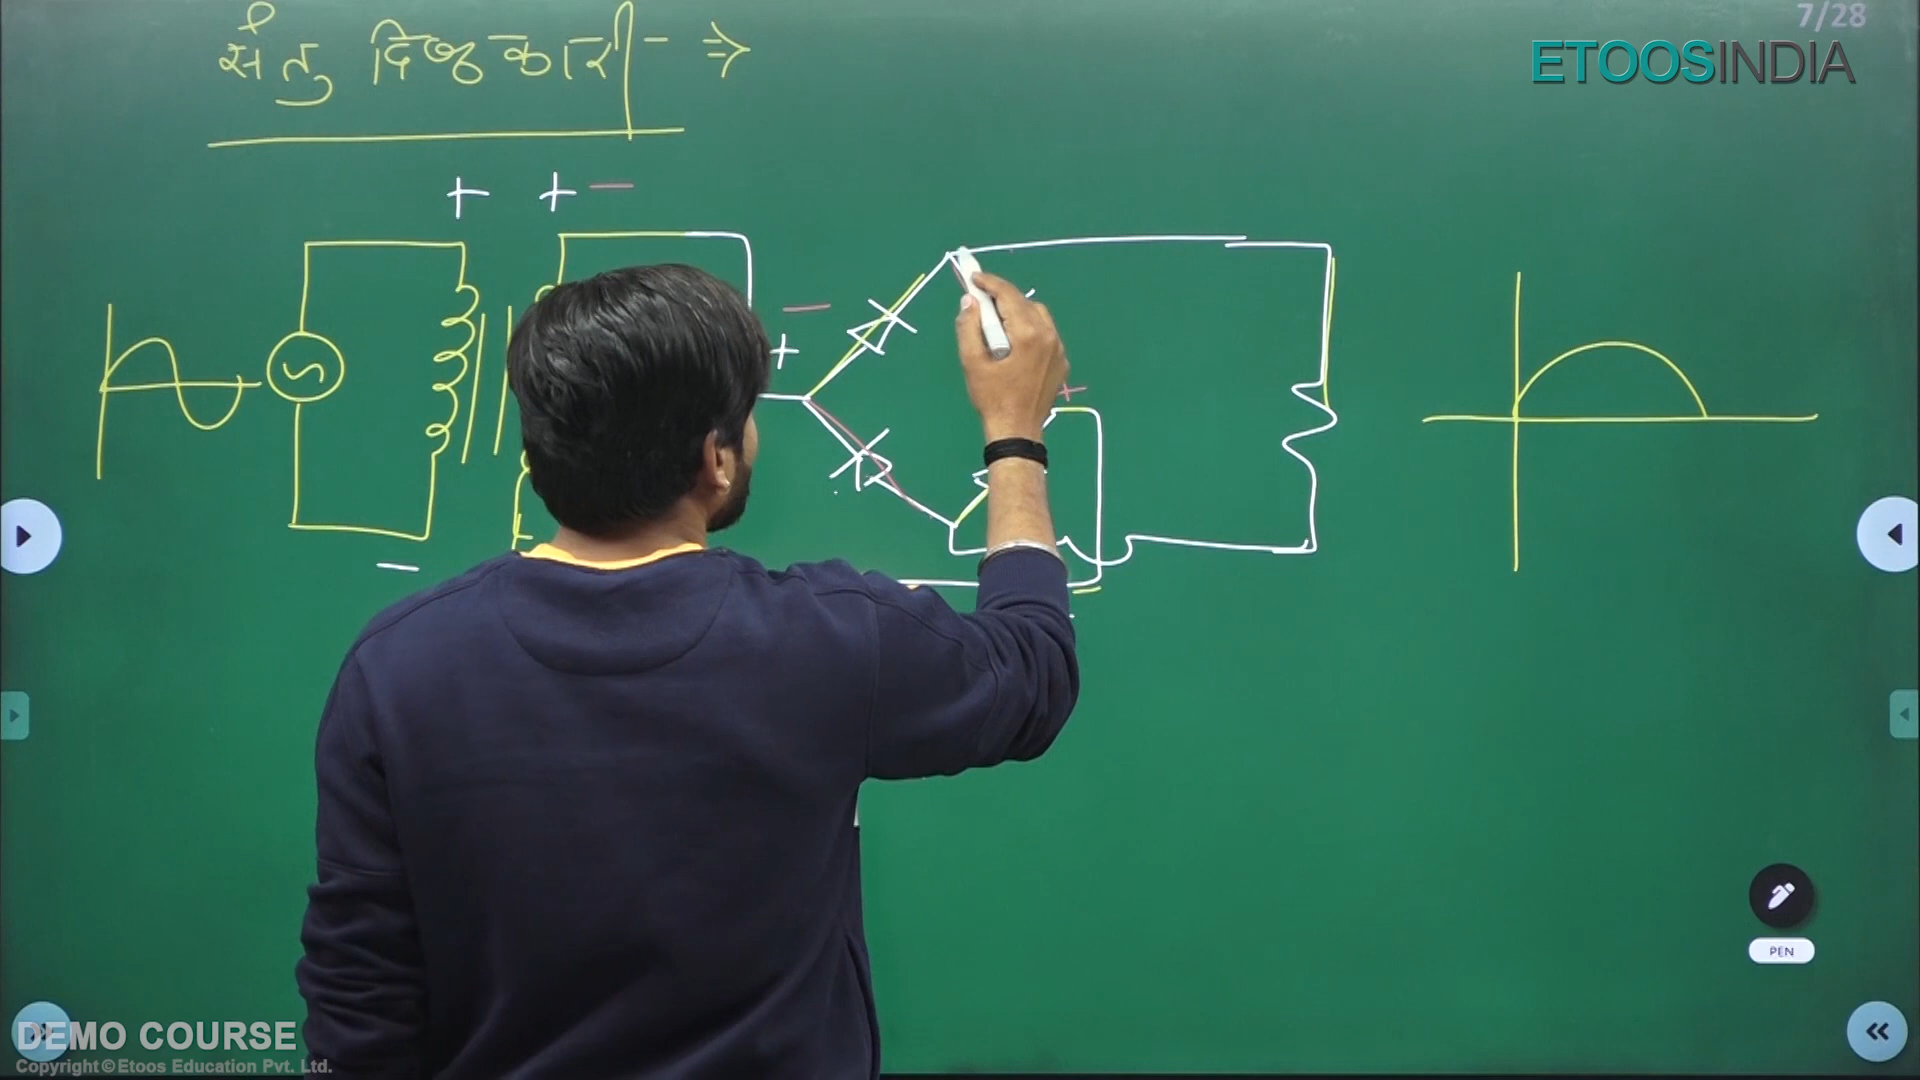 7/28
ETOOSINDIA
सेतु दिष्टकारी - ⇒
+ + −
−
+
+
−
PEN
DEMO COURSE
Copyright © Etoos Education Pvt. Ltd.